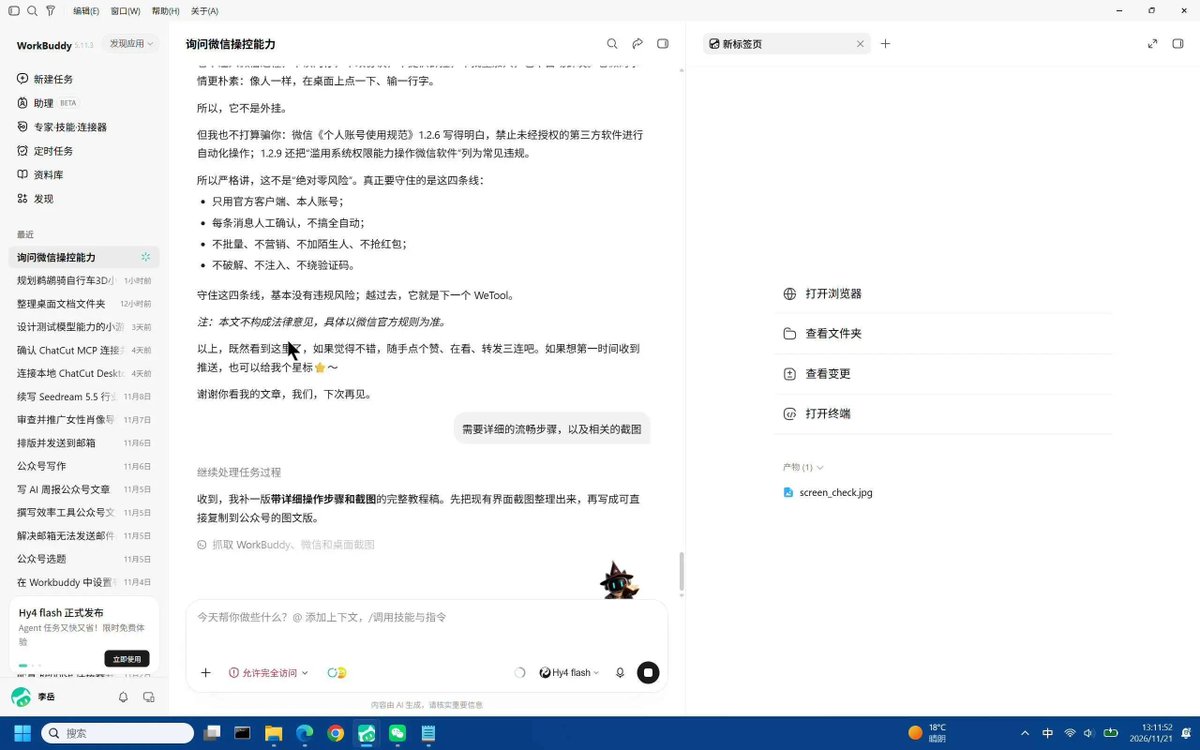 编辑(E) 窗口(W) 帮助(H) 关于(A)
WorkBuddy 5.11.3 发现应用
新建任务
助理 BETA
专家·技能·连接器
定时任务
资料库
发现
最近
询问微信操控能力
规划鹈鹕骑自行车3D小 1小时前
整理桌面文档文件夹 12小时前
设计测试模型能力的小游 3天前
确认 ChatCut MCP 连接 4天前
连接本地 ChatCut Deskto 4天前
续写 Seedream 5.5 行业 11月8日
审查并推广女性肖像导 11月7日
排版并发送到邮箱 11月6日
公众号写作 11月6日
写 AI 周报公众号文章 11月5日
撰写效率工具公众号文 11月5日
解决邮箱无法发送邮件 11月5日
公众号选题 11月5日
在 Workbuddy 中设置 11月4日
Hy4 flash 正式发布
Agent 任务又快又省！限时免费体
验
立即使用
李岳
询问微信操控能力
情更朴素：像人一样，在桌面上点一下、输一行字。
所以，它不是外挂。
但我也不打算骗你：微信《个人账号使用规范》1.2.6 写得明白，禁止未经授权的第三方软件进行
自动化操作；1.2.9 还把“滥用系统权限能力操作微信软件”列为常见违规。
所以严格讲，这不是“绝对零风险”。真正要守住的是这四条线：
• 只用官方客户端、本人账号；
• 每条消息人工确认，不搞全自动；
• 不批量、不营销、不加陌生人、不抢红包；
• 不破解、不注入、不绕验证码。
守住这四条线，基本没有违规风险；越过去，它就是下一个 WeTool。
注：本文不构成法律意见，具体以微信官方规则为准。
以上，既然看到这里了，如果觉得不错，随手点个赞、在看、转发三连吧。如果想第一时间收到
推送，也可以给我个星标⭐～
谢谢你看我的文章，我们，下次再见。
需要详细的流畅步骤，以及相关的截图
继续处理任务过程
收到，我补一版带详细操作步骤和截图的完整教程稿。先把现有界面截图整理出来，再写成可直
接复制到公众号的图文版。
抓取 WorkBuddy、微信和桌面截图
今天帮你做些什么？@ 添加上下文，/调用技能与指令
允许完全访问
Hy4 flash
内容由 AI 生成，请核实重要信息
新标签页
打开浏览器
查看文件夹
查看变更
打开终端
产物 (1)
screen_check.jpg
搜索
18°C
晴朗
中
13:11:52
2026/11/21